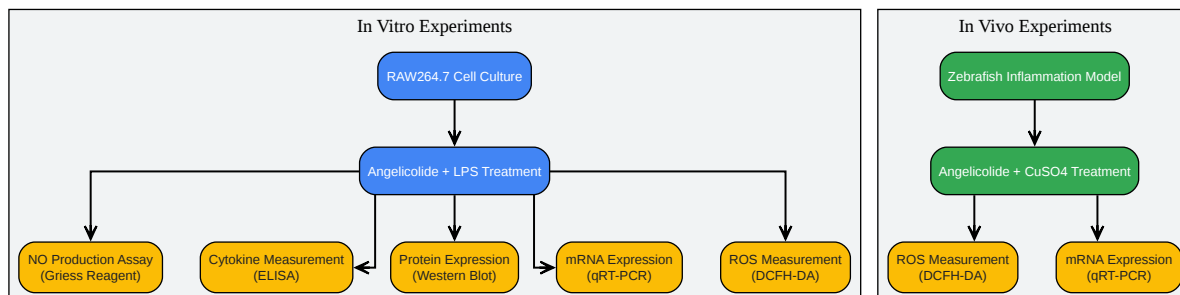 In Vitro Experiments
RAW264.7 Cell Culture
Angelicolide + LPS Treatment
NO Production Assay
(Griess Reagent)
Cytokine Measurement
(ELISA)
Protein Expression
(Western Blot)
mRNA Expression
(qRT-PCR)
ROS Measurement
(DCFH-DA)
In Vivo Experiments
Zebrafish Inflammation Model
Angelicolide + CuSO4 Treatment
ROS Measurement
(DCFH-DA)
mRNA Expression
(qRT-PCR)